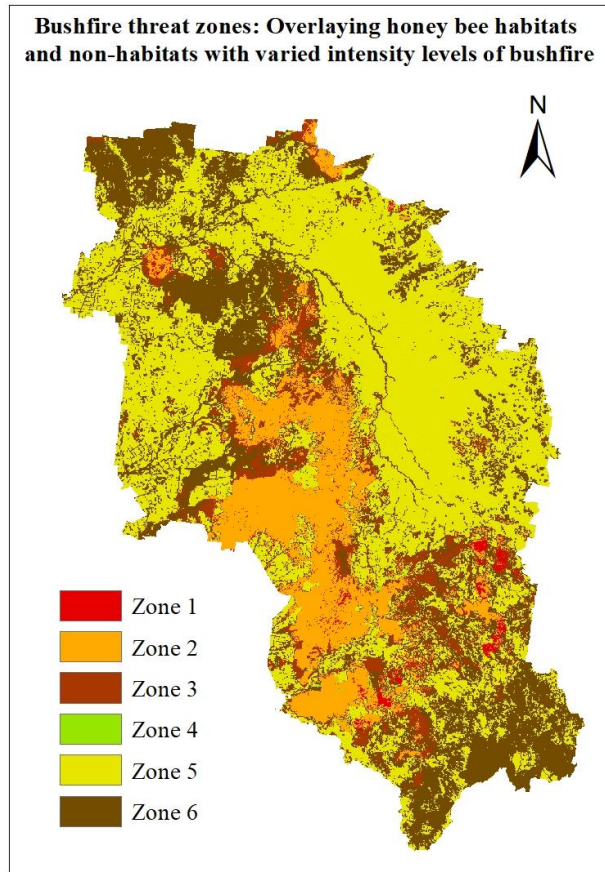 Bushfire threat zones: Overlaying honey bee habitats
and non-habitats with varied intensity levels of bushfire
N
Zone 1
Zone 2
Zone 3
Zone 4
Zone 5
Zone 6